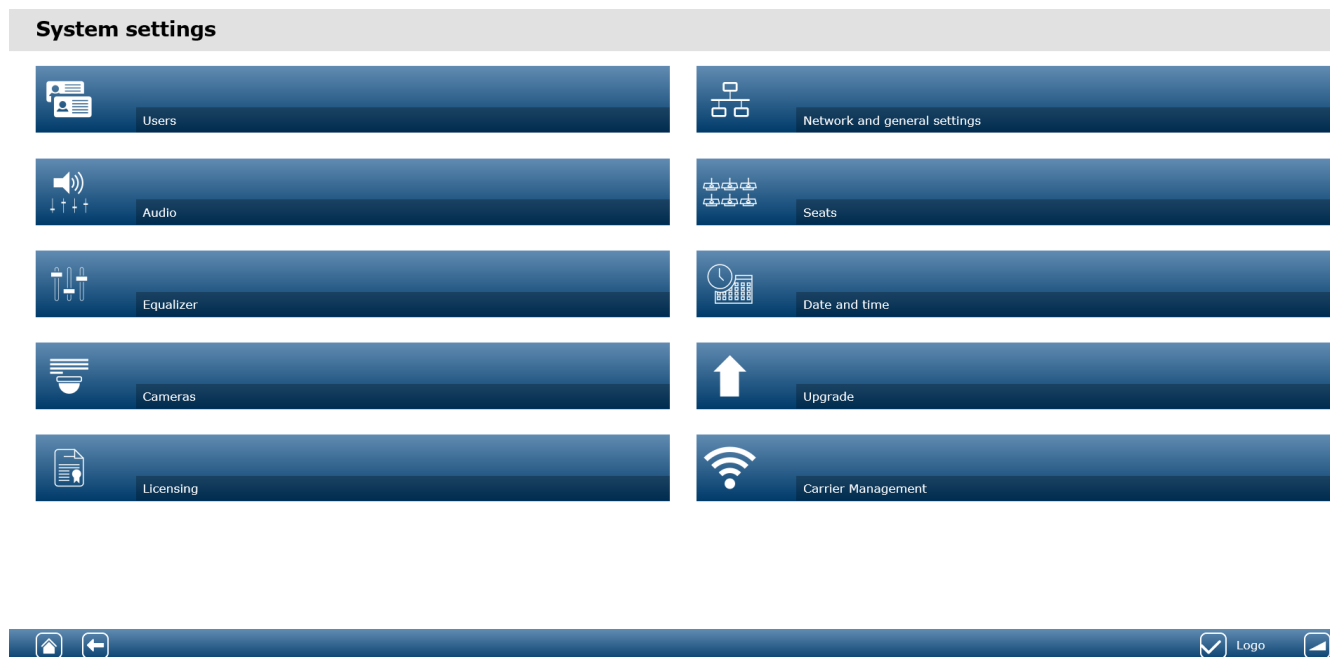 System settings
Users
Network and general settings
Audio
Seats
Equalizer
Date and time
Cameras
Upgrade
Licensing
Carrier Management
Logo